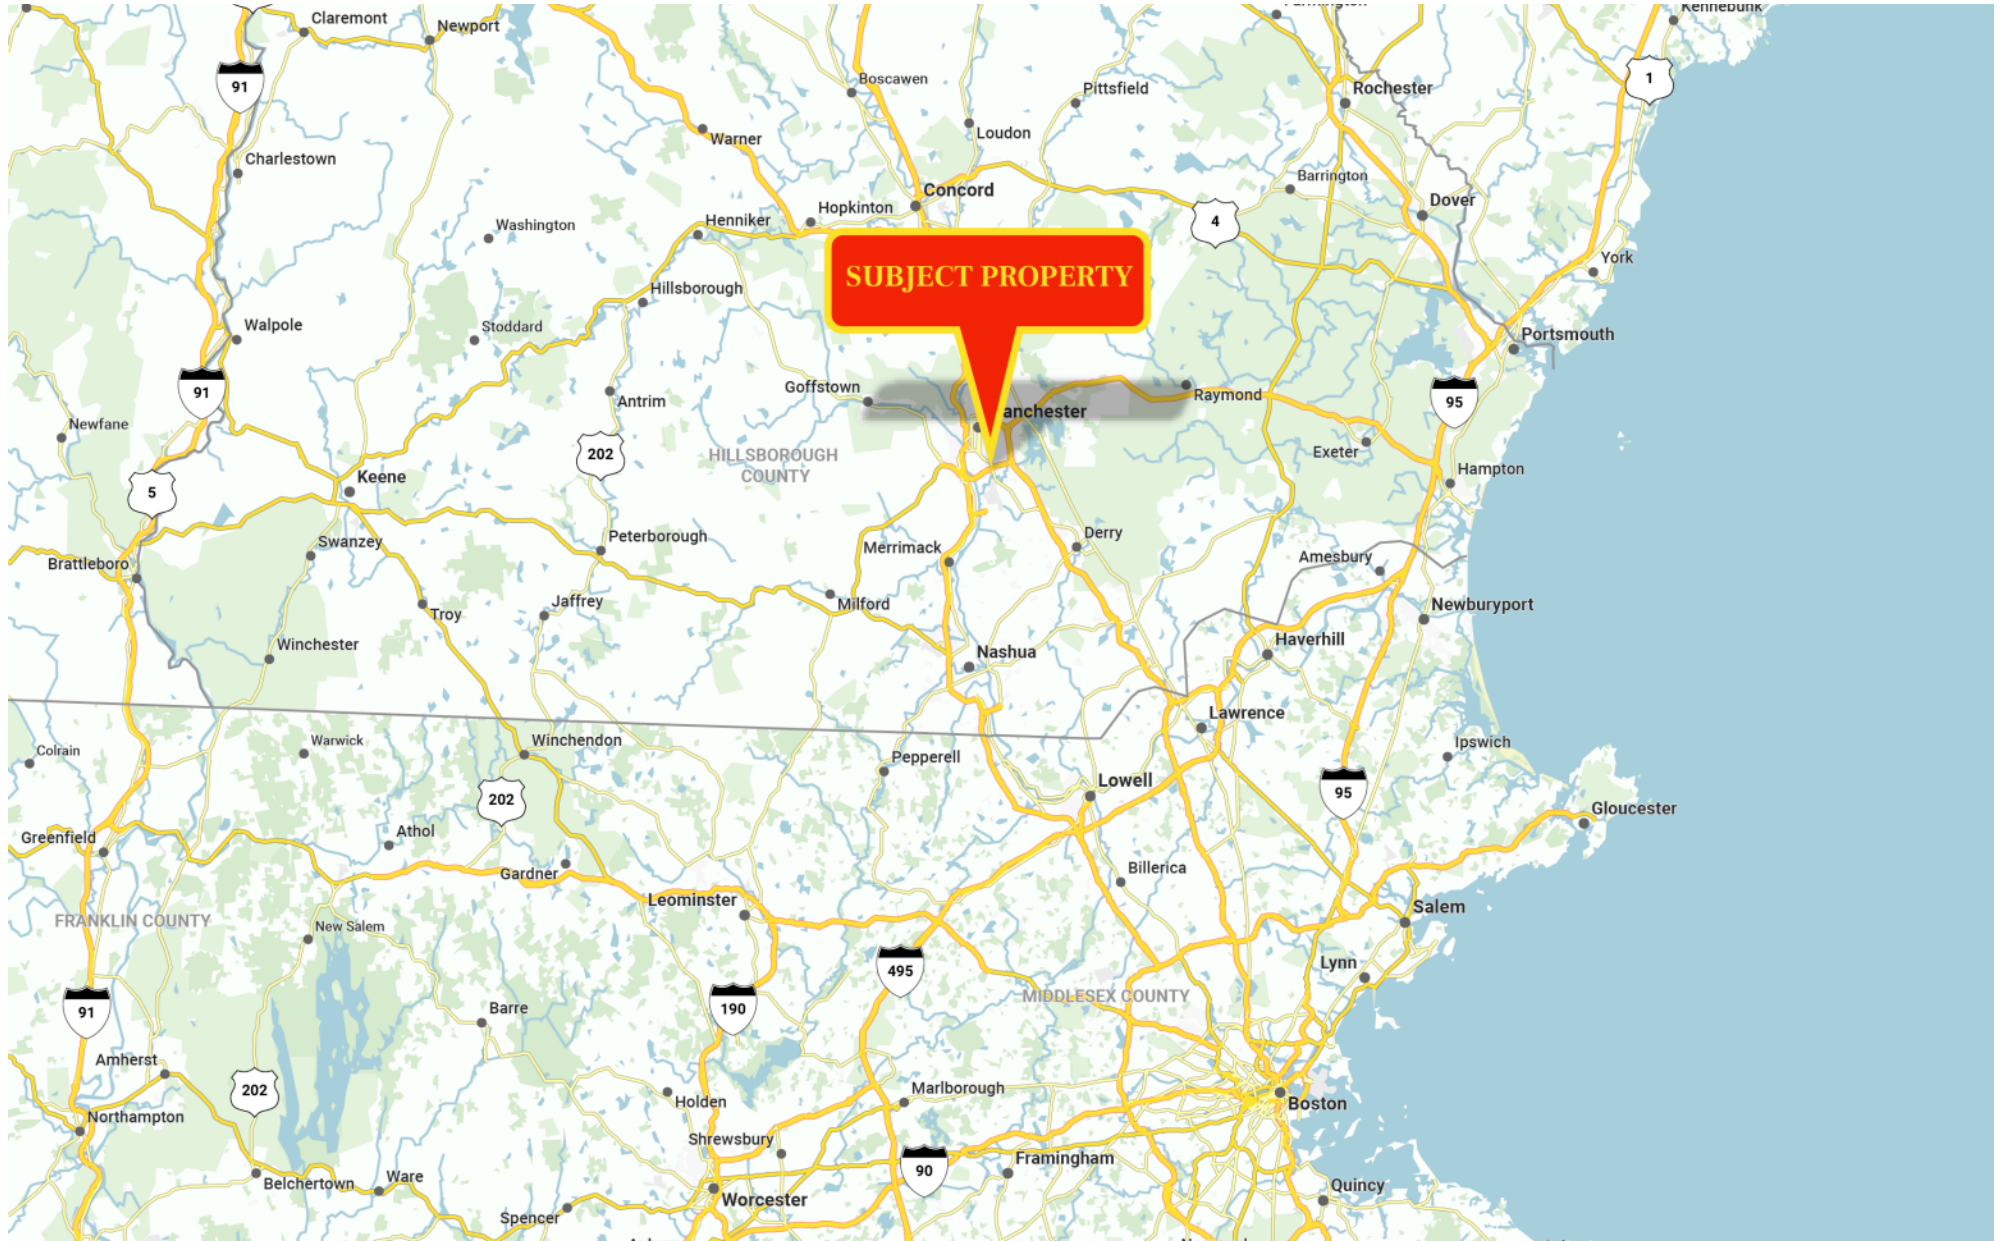 Claremont
Newport
Kennebunk
91
1
Boscawen
Pittsfield
Rochester
Loudon
Warner
Charlestown
Barrington
Concord
Dover
Hopkinton
Henniker
Washington
4
York
SUBJECT PROPERTY
Hillsborough
Walpole
Stoddard
Portsmouth
Goffstown
Raymond
91
Antrim
95
anchester
Newfane
202
HILLSBOROUGH
COUNTY
Exeter
Hampton
Keene
5
Derry
Peterborough
Swanzey
Merrimack
Amesbury
Brattleboro
Jaffrey
Milford
Newburyport
Troy
Haverhill
Winchester
Nashua
Lawrence
Warwick
Winchendon
Ipswich
Colrain
Pepperell
Lowell
202
95
Gloucester
Athol
Greenfield
Billerica
Gardner
Leominster
Salem
FRANKLIN COUNTY
New Salem
Lynn
495
MIDDLESEX COUNTY
190
Barre
91
Amherst
202
Marlborough
Holden
Boston
Northampton
Shrewsbury
Framingham
90
Ware
Belchertown
Quincy
Worcester
Spencer